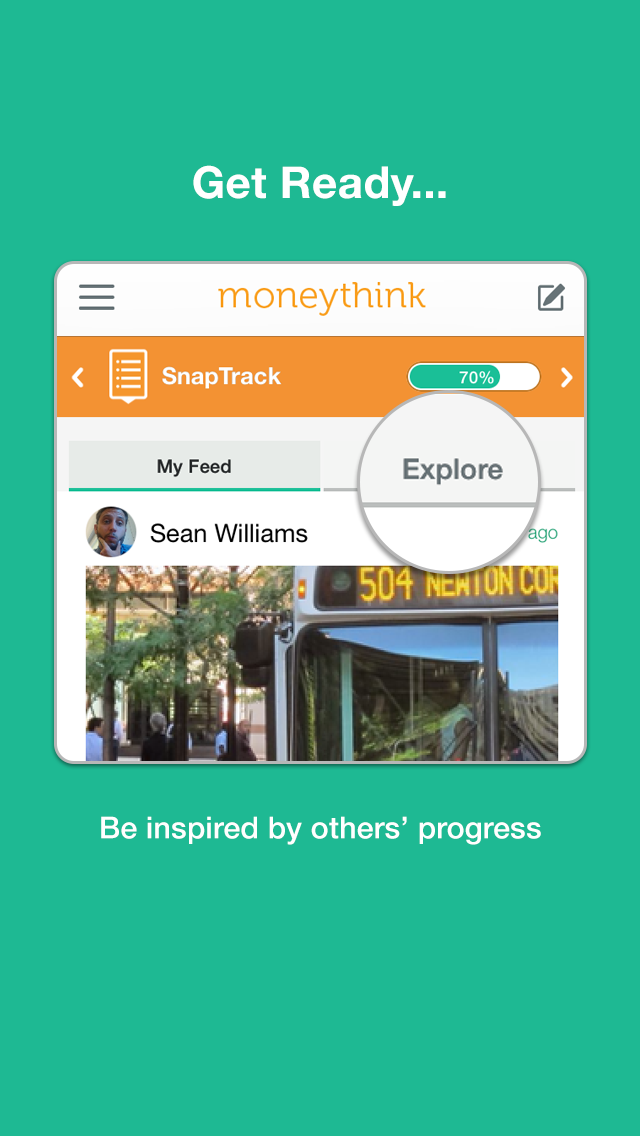 Get Ready...
moneythink
SnapTrack
70%
My Feed
Explore
Sean Williams
ago
504 NEWTON COR
Be inspired by others’ progress